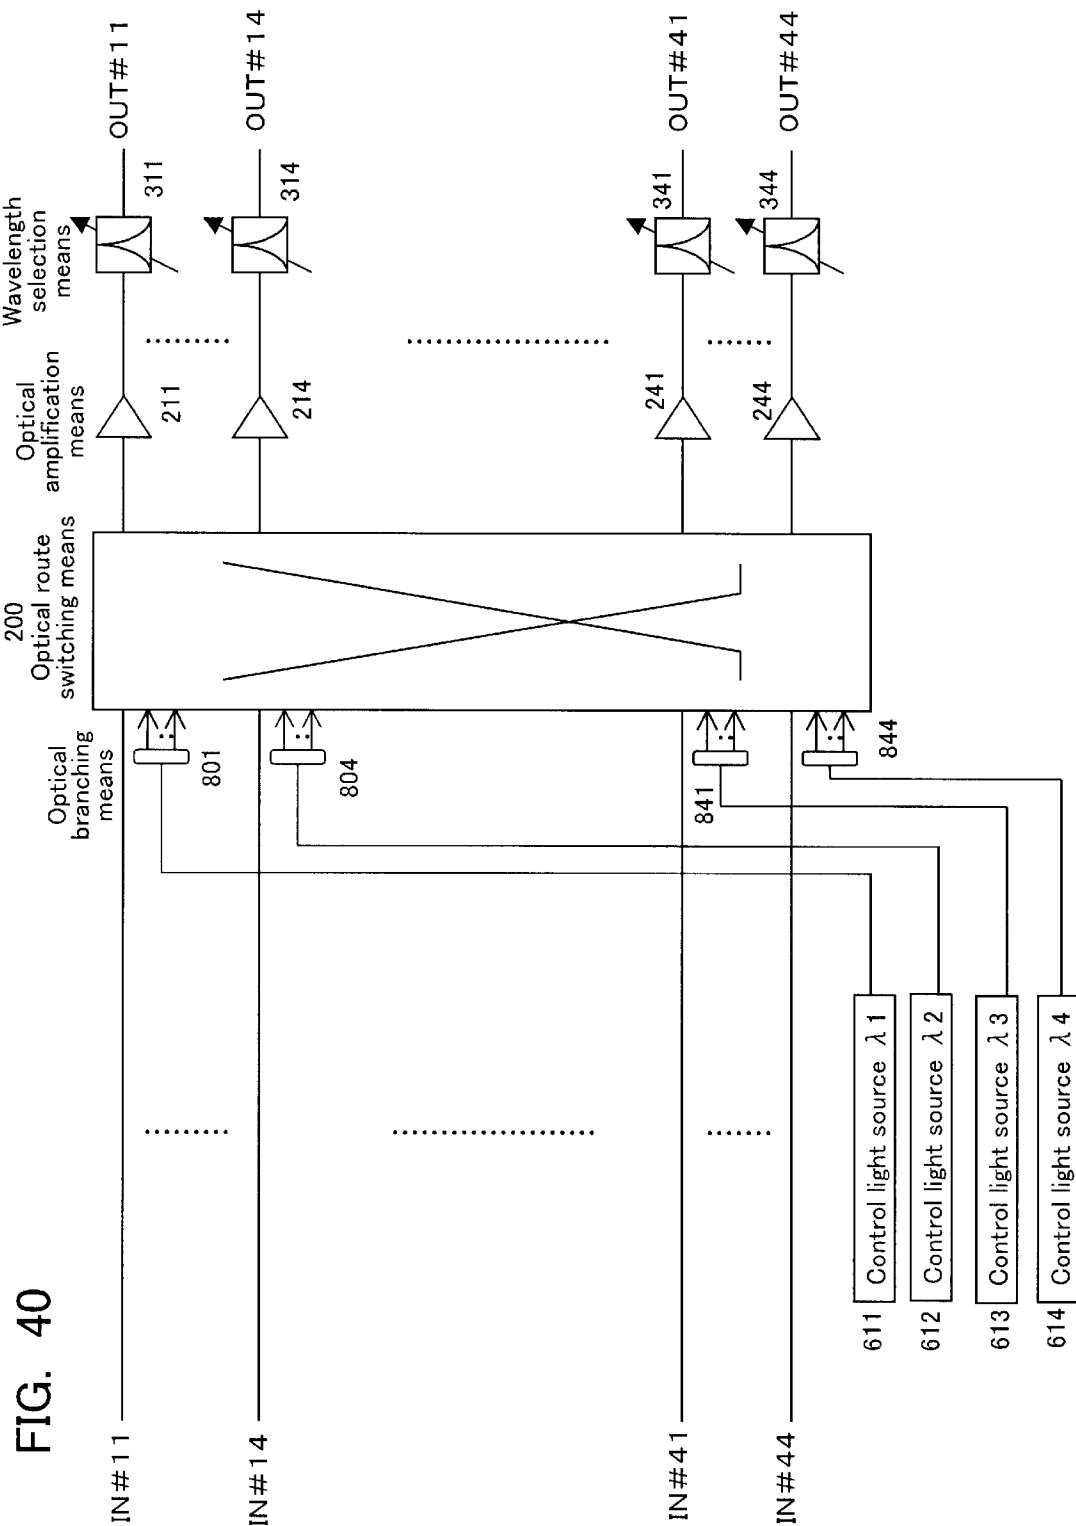 FIG. 40
200
Optical route
switching means
Optical
branching
means
Optical
amplification
means
Wavelength
selection
means
IN#11
801
211
311
OUT#11
IN#14
804
214
314
OUT#14
IN#41
841
241
341
OUT#41
IN#44
844
244
344
OUT#44
611
Control light source λ1
612
Control light source λ2
613
Control light source λ3
614
Control light source λ4